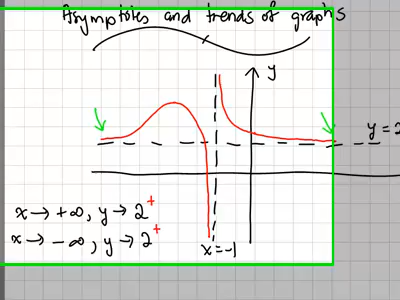 Asymptotes and trends of graphs
y
y = 2
x → +∞, y → 2⁺
x → -∞, y → 2⁺
x = -1